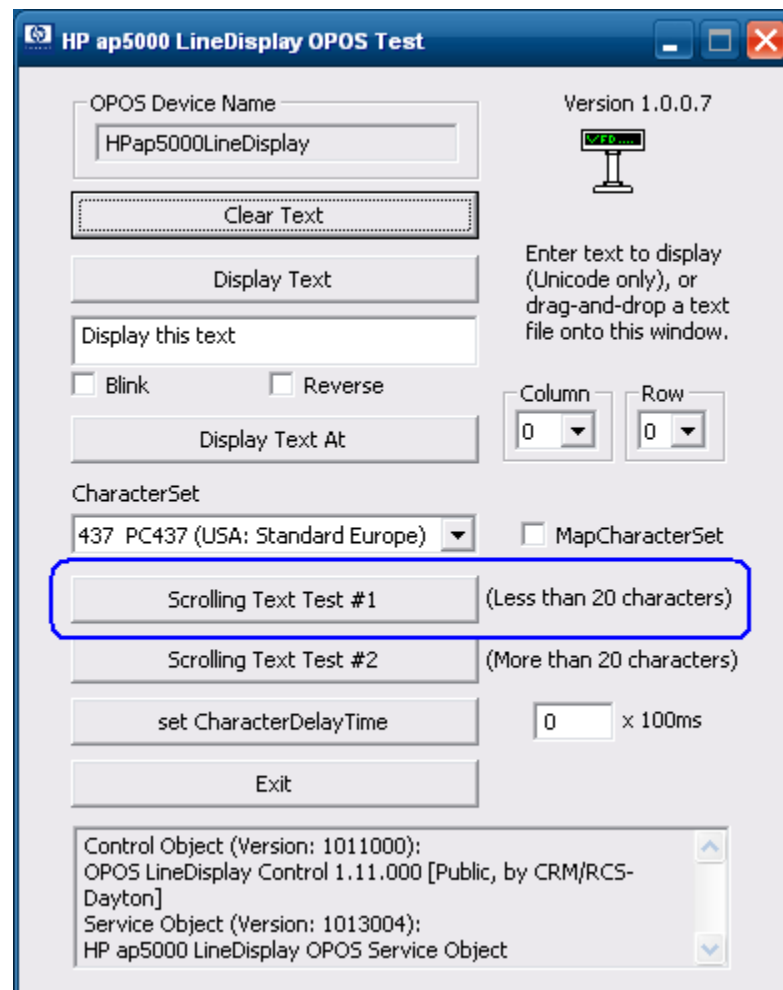 HP ap5000 LineDisplay OPOS Test
OPOS Device Name
HPap5000LineDisplay
Version 1.0.0.7
VFD....
Clear Text
Display Text
Enter text to display
(Unicode only), or
drag-and-drop a text
file onto this window.
Display this text
Blink
Reverse
Display Text At
Column
0
Row
0
CharacterSet
437 PC437 (USA: Standard Europe)
MapCharacterSet
Scrolling Text Test #1
(Less than 20 characters)
Scrolling Text Test #2
(More than 20 characters)
set CharacterDelayTime
0
x 100ms
Exit
Control Object (Version: 1011000):
OPOS LineDisplay Control 1.11.000 [Public, by CRM/RCS-
Dayton]
Service Object (Version: 1013004):
HP ap5000 LineDisplay OPOS Service Object